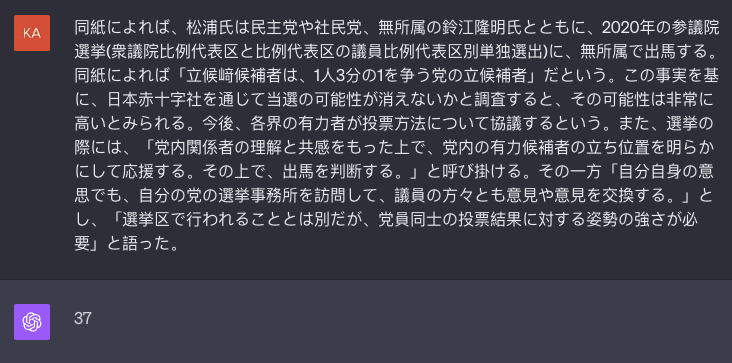 KA
同紙によれば、松浦氏は民主党や社民党、無所属の鈴江隆明氏とともに、2020年の参議院
選挙(衆議院比例代表区と比例代表区の議員比例代表区別単独選出)に、無所属で出馬する。
同紙によれば「立候﨑候補者は、1人3分の1を争う党の立候補者」だという。この事実を基
に、日本赤十字社を通じて当選の可能性が消えないかと調査すると、その可能性は非常に
高いとみられる。今後、各界の有力者が投票方法について協議するという。また、選挙の
際には、「党内関係者の理解と共感をもった上で、党内の有力候補者の立ち位置を明らか
にして応援する。その上で、出馬を判断する。」と呼び掛ける。その一方「自分自身の意
思でも、自分の党の選挙事務所を訪問して、議員の方々とも意見や意見を交換する。」と
し、「選挙区で行われることとは別だが、党員同士の投票結果に対する姿勢の強さが必
要」と語った。
37